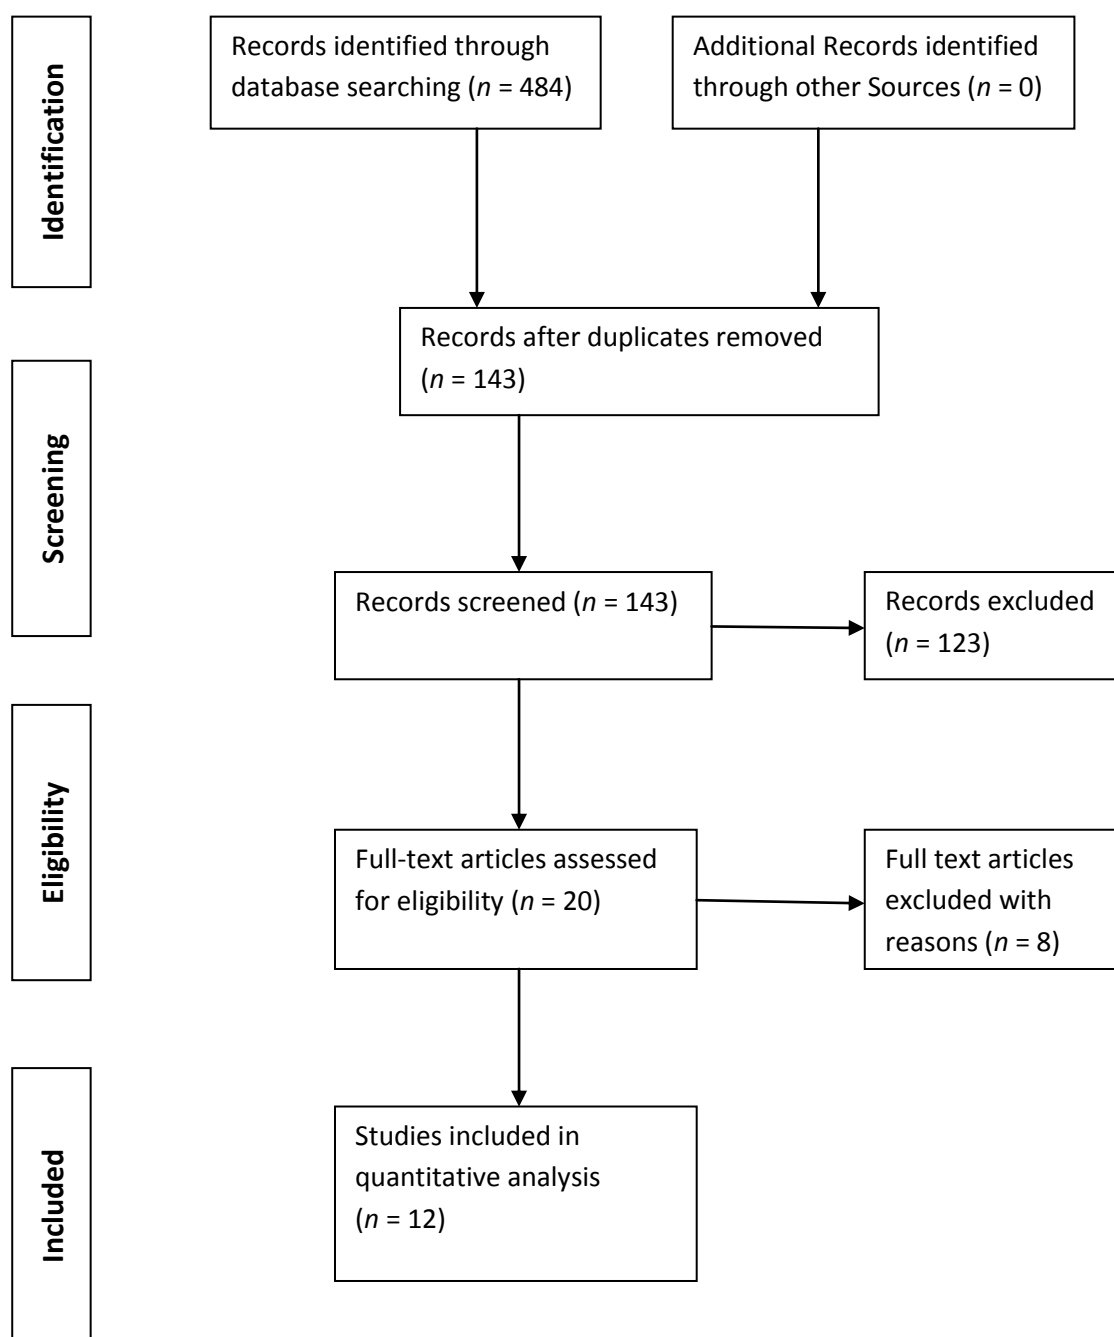 Identification
Records identified through
database searching (n = 484)
Additional Records identified
through other Sources (n = 0)
Records after duplicates removed
(n = 143)
Screening
Records screened (n = 143)
Records excluded
(n = 123)
Eligibility
Full-text articles assessed
for eligibility (n = 20)
Full text articles
excluded with
reasons (n = 8)
Included
Studies included in
quantitative analysis
(n = 12)